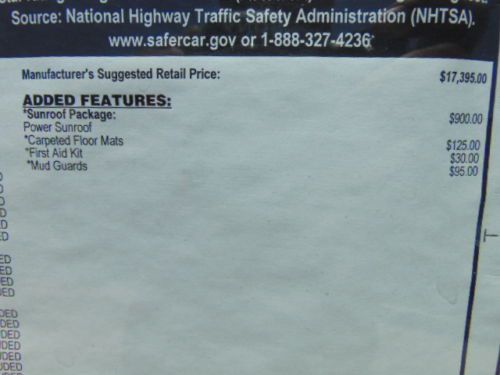 Source: National Highway Traffic Safety Administration (NHTSA).
www.safercar.gov or 1-888-327-4236
Manufacturer's Suggested Retail Price: $17,395.00
ADDED FEATURES:
*Sunroof Package: $900.00
Power Sunroof
*Carpeted Floor Mats $125.00
*First Aid Kit $30.00
*Mud Guards $95.00